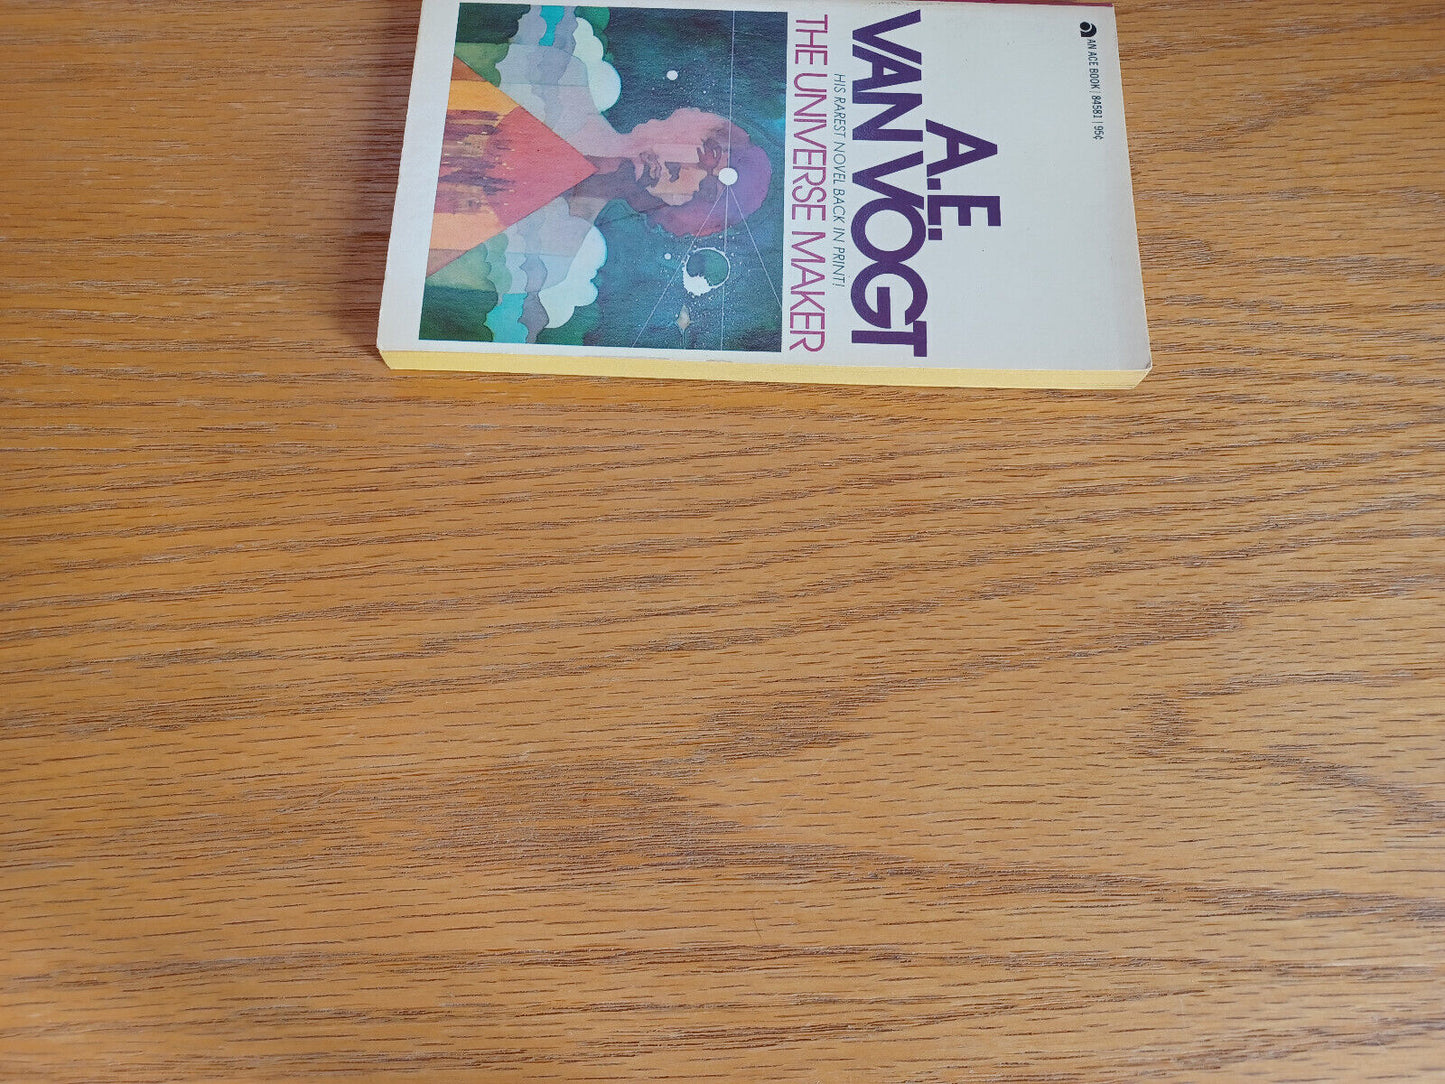 AN ACE BOOK | 84581 | 95¢
A.E.
VAN VOGT
HIS RAREST NOVEL BACK IN PRINT!
THE UNIVERSE MAKER